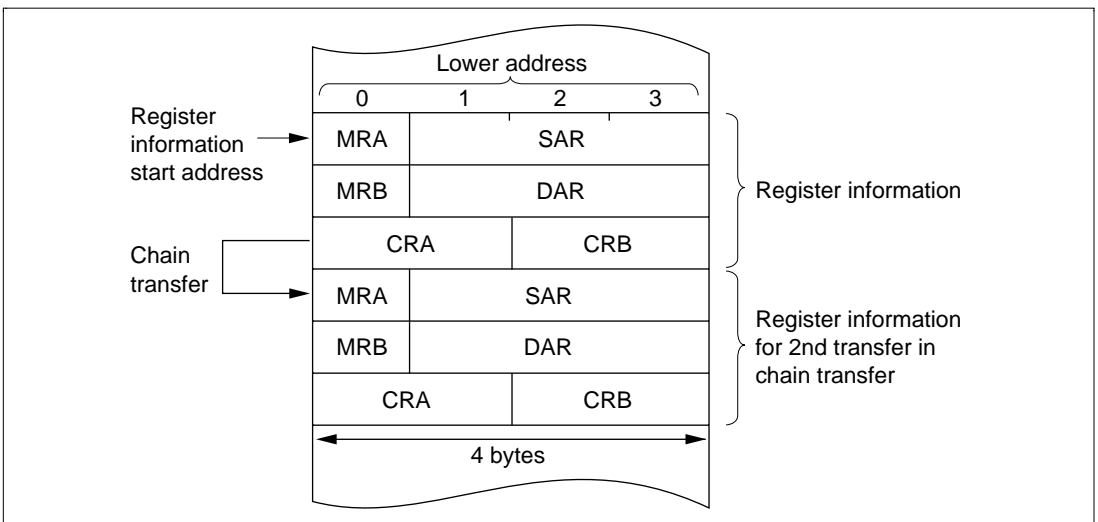 Lower address
0 1 2 3
Register
information
start address
MRA SAR
MRB DAR
Register information
CRA CRB
Chain
transfer
MRA SAR
MRB DAR
Register information
for 2nd transfer in
chain transfer
CRA CRB
4 bytes